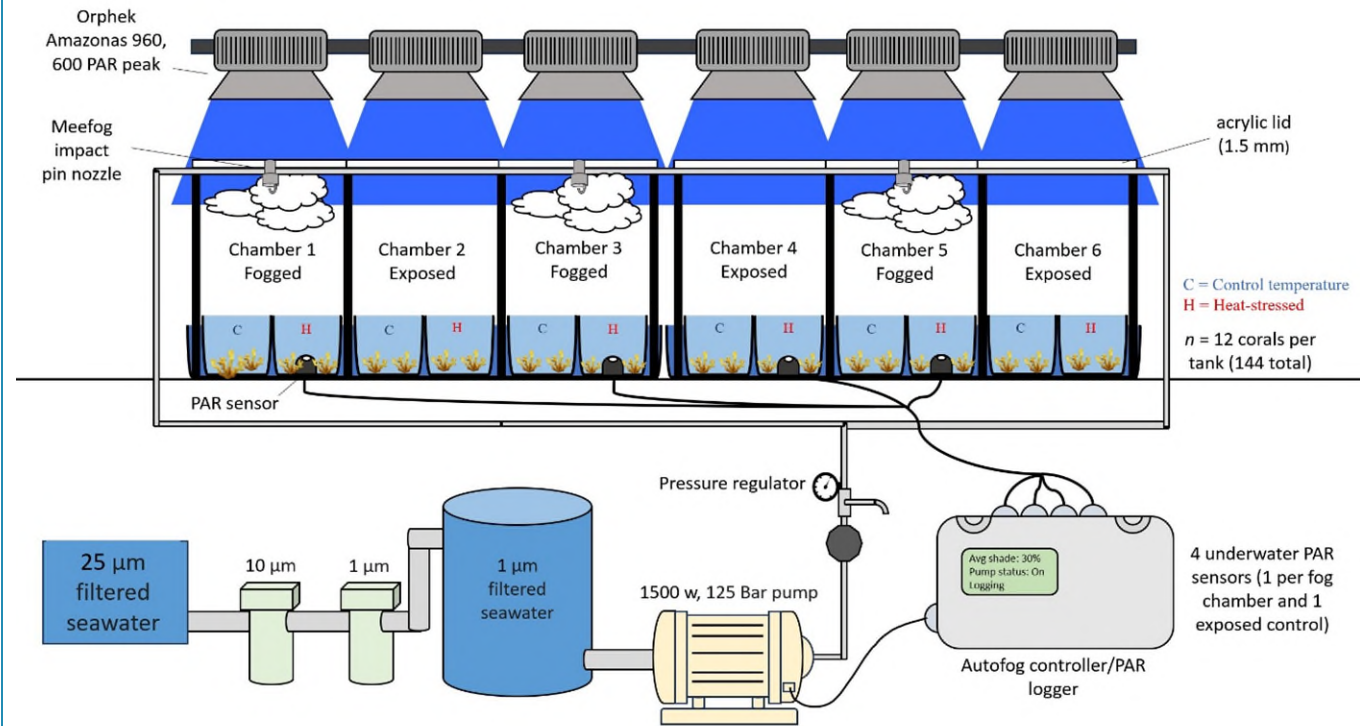 Orphek
Amazonas 960,
600 PAR peak
Meefog
impact
pin nozzle
acrylic lid
(1.5 mm)
Chamber 1
Fogged
Chamber 2
Exposed
Chamber 3
Fogged
Chamber 4
Exposed
Chamber 5
Fogged
Chamber 6
Exposed
C = Control temperature
H = Heat-stressed
n = 12 corals per
tank (144 total)
C H C H C H C H C H C H
PAR sensor
Pressure regulator
25 µm
filtered
seawater
10 µm
1 µm
1 µm
filtered
seawater
1500 w, 125 Bar pump
Avg shade: 30%
Pump status: On
Logging
Autofog controller/PAR
logger
4 underwater PAR
sensors (1 per fog
chamber and 1
exposed control)